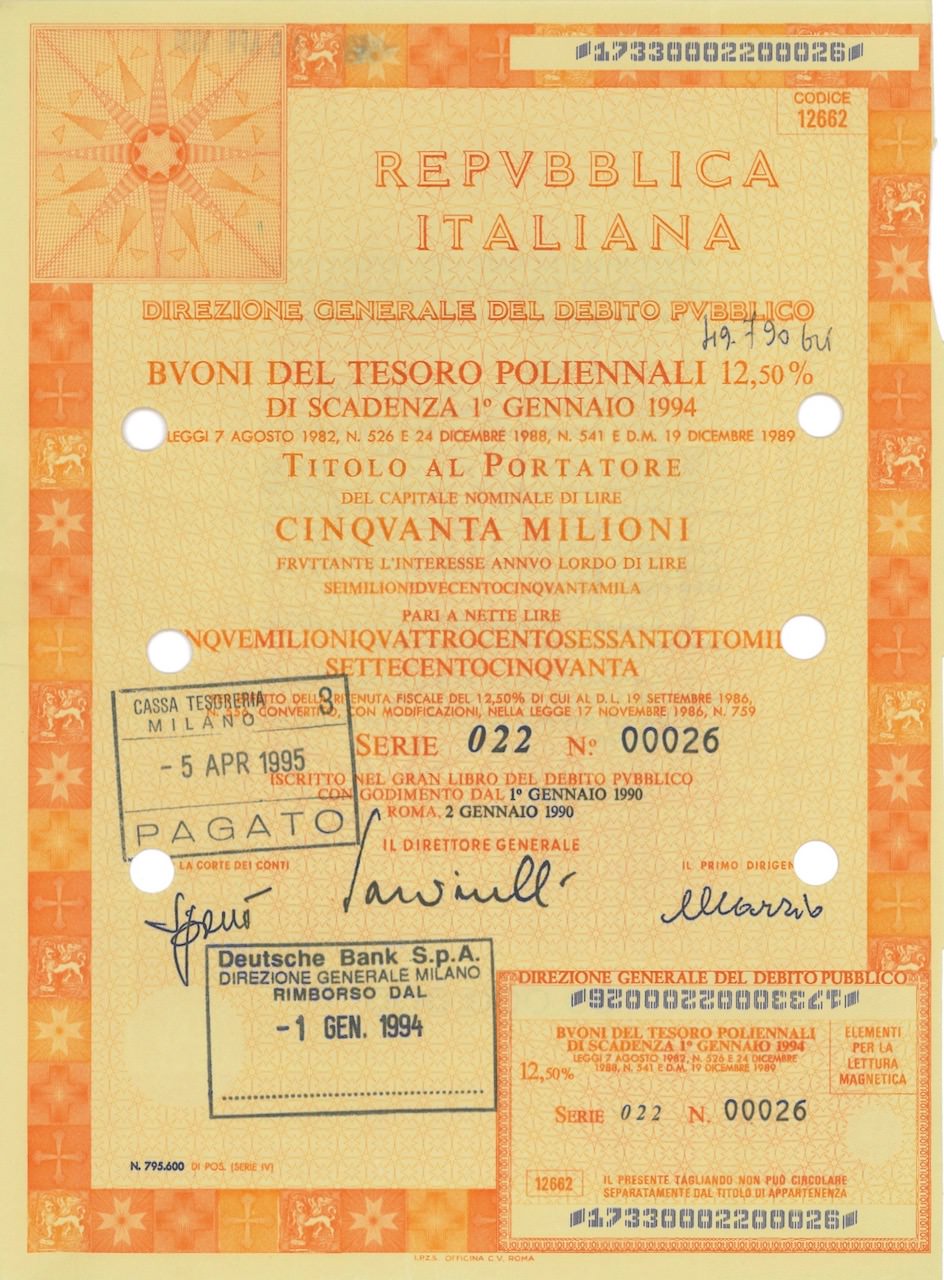 17330002200026
CODICE
12662
REPVBBLICA
ITALIANA
DIREZIONE GENERALE DEL DEBITO PVBBLICO
49.790
BVONI DEL TESORO POLIENNALI 12,50%
DI SCADENZA 1º GENNAIO 1994
LEGGI 7 AGOSTO 1982, N. 526 E 24 DICEMBRE 1988, N. 541 E D.M. 19 DICEMBRE 1989
TITOLO AL PORTATORE
DEL CAPITALE NOMINALE DI LIRE
CINQVANTA MILIONI
FRVTTANTE L'INTERESSE ANNVO LORDO DI LIRE
SEIMILIONIDVECENTOCINQVANTAMILA
PARI A NETTE LIRE
NQVEMILIONIQVATTROCENTOSESSANTOTTOMI
SETTECENTOCINQVANTA
RITENUTA FISCALE DEL 12,50% DI CUI AL D.L. 19 SETTEMBRE 1986,
N. 556, CONVERTITO, CON MODIFICAZIONI, NELLA LEGGE 17 NOVEMBRE 1986, N. 759
CASSA TESORERIA 3
MILANO
- 5 APR 1995
PAGATO
SERIE 022 N.º 00026
ISCRITTO NEL GRAN LIBRO DEL DEBITO PVBBLICO
CON GODIMENTO DAL 1º GENNAIO 1990
ROMA, 2 GENNAIO 1990
IL DIRETTORE GENERALE
LA CORTE DEI CONTI
IL PRIMO DIRIGEN
Deutsche Bank S.p.A.
DIREZIONE GENERALE MILANO
RIMBORSO DAL
-1 GEN. 1994
DIREZIONE GENERALE DEL DEBITO PUBBLICO
17330002200026
BVONI DEL TESORO POLIENNALI
DI SCADENZA 1º GENNAIO 1994
LEGGI 7 AGOSTO 1982, N. 526 E 24 DICEMBRE
1988, N. 541 E D.M. 19 DICEMBRE 1989
12,50%
ELEMENTI
PER LA
LETTURA
MAGNETICA
SERIE 022 N. 00026
12662
IL PRESENTE TAGLIANDO NON PUÒ CIRCOLARE
SEPARATAMENTE DAL TITOLO DI APPARTENENZA
17330002200026
N. 795.600 DI POS. (SERIE IV)
I.P.Z.S. OFFICINA C.V. ROMA